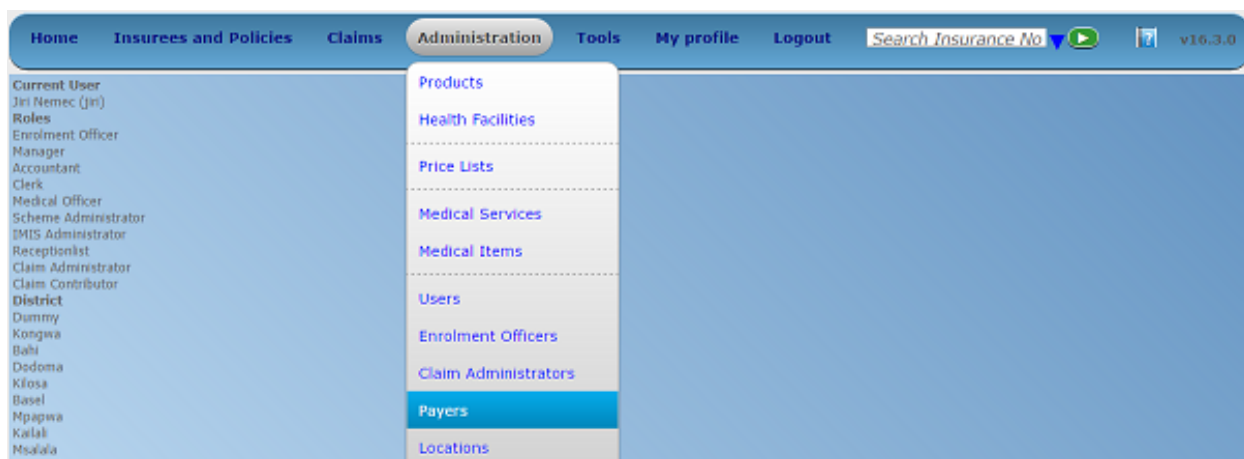 Home Insurees and Policies Claims Administration Tools My profile Logout Search Insurance No v16.3.0
Current User
Jiri Nemec (jiri)
Roles
Enrolment Officer
Manager
Accountant
Clerk
Medical Officer
Scheme Administrator
IMIS Administrator
Receptionlist
Claim Administrator
Claim Contributor
District
Dummy
Kongwa
Bahi
Dodoma
Kilosa
Basel
Mpapwa
Kailali
Msalala
Products
Health Facilities
Price Lists
Medical Services
Medical Items
Users
Enrolment Officers
Claim Administrators
Payers
Locations